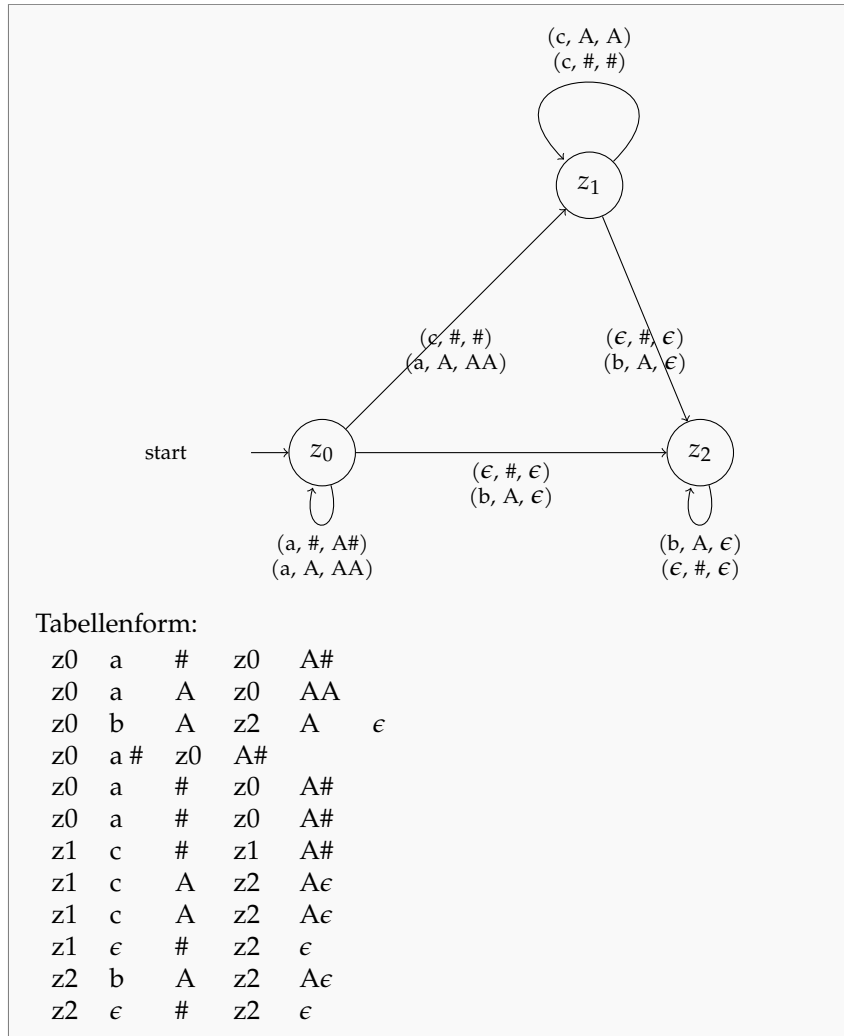 (c, A, A)
(c, #, #)
z₁
(c, #, #)
(a, A, AA)
(ϵ, #, ϵ)
(b, A, ϵ)
start
z₀
z₂
(ϵ, #, ϵ)
(b, A, ϵ)
(a, #, A#)
(a, A, AA)
(b, A, ϵ)
(ϵ, #, ϵ)
Tabellenform:
z0 a # z0 A#
z0 a A z0 AA
z0 b A z2 A ϵ
z0 a # z0 A#
z0 a # z0 A#
z0 a # z0 A#
z1 c # z1 A#
z1 c A z2 Aϵ
z1 c A z2 Aϵ
z1 ϵ # z2 ϵ
z2 b A z2 Aϵ
z2 ϵ # z2 ϵ